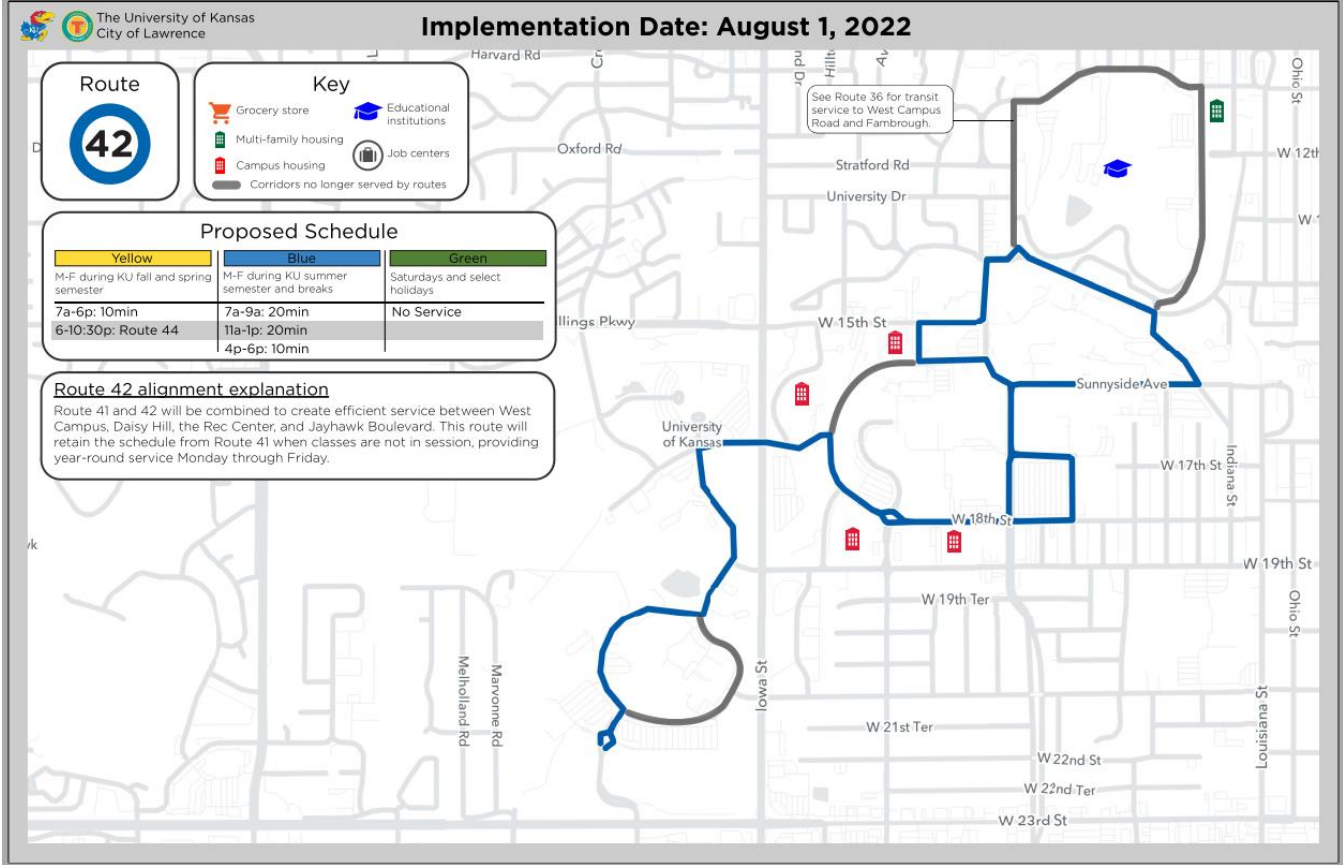 The University of Kansas
City of Lawrence
Implementation Date: August 1, 2022
Route
42
Key
Grocery store
Multi-family housing
Campus housing
Educational
institutions
Job centers
Corridors no longer served by routes
Proposed Schedule
Yellow
M-F during KU fall and spring
semester
7a-6p: 10min
6-10:30p: Route 44
Blue
M-F during KU summer
semester and breaks
7a-9a: 20min
11a-1p: 20min
4p-6p: 10min
Green
Saturdays and select
holidays
No Service
Route 42 alignment explanation
Route 41 and 42 will be combined to create efficient service between West
Campus, Daisy Hill, the Rec Center, and Jayhawk Boulevard. This route will
retain the schedule from Route 41 when classes are not in session, providing
year-round service Monday through Friday.
See Route 36 for transit
service to West Campus
Road and Fambrough.
Harvard Rd
Cr
nd Dr
Hillt
Av
Ohio St
Oxford Rd
Stratford Rd
W 12th
University Dr
W 1
llings Pkwy
W 15th St
Sunnyside Ave
University
of Kansas
W 17th St
Indiana St
W 18th St
W 19th St
W 19th Ter
Ohio St
Melholland Rd
Marvonne Rd
Iowa St
W 21st Ter
Louisiana St
W 22nd St
W 22nd Ter
W 23rd St